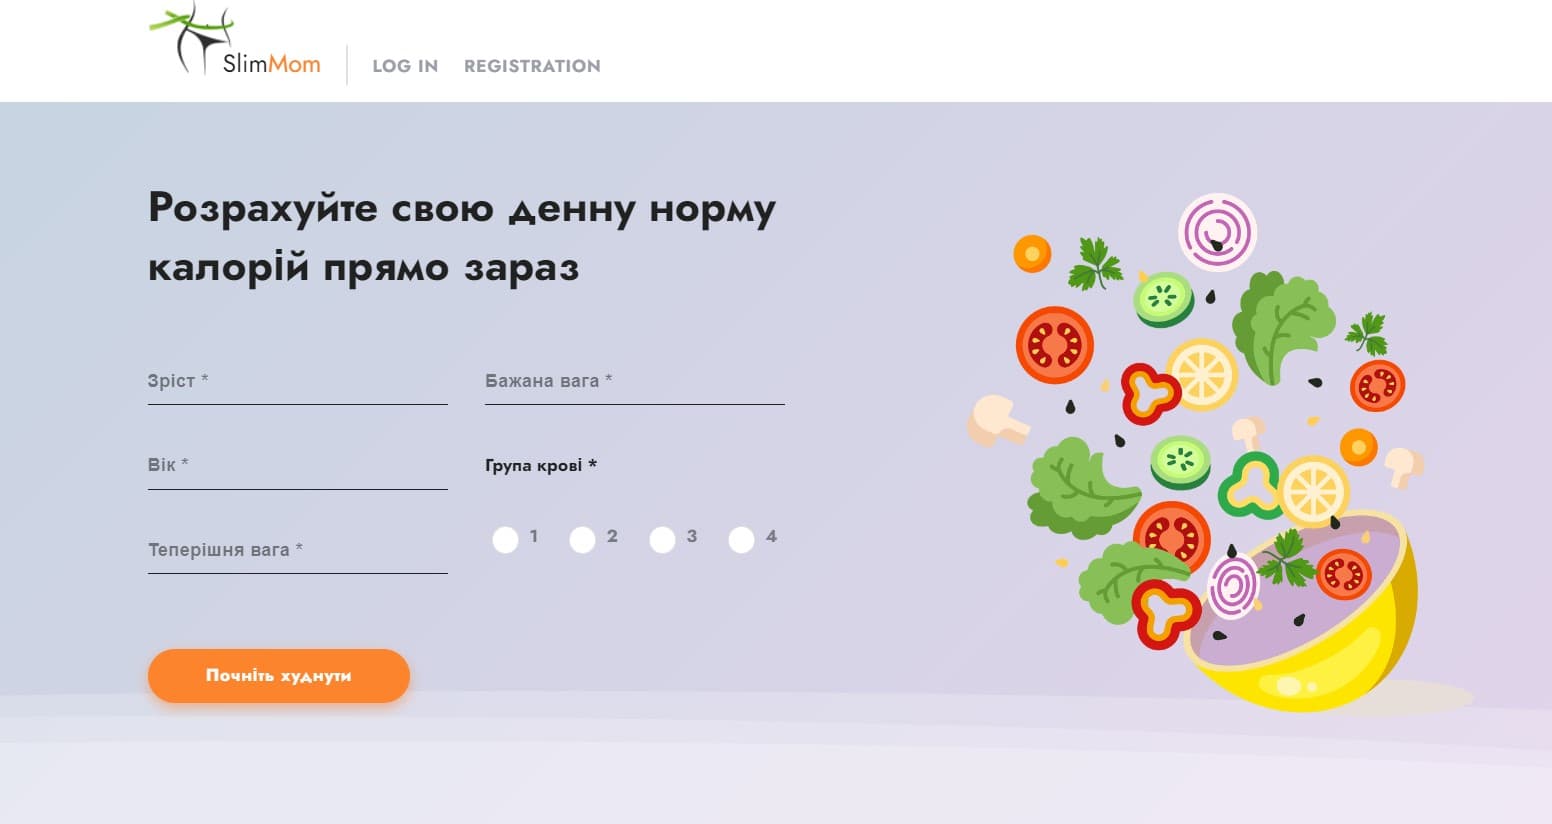 SlimMom
LOG IN
REGISTRATION
Розрахуйте свою денну норму
калорій прямо зараз
Зріст *
Бажана вага *
Вік *
Група крові *
Теперішня вага *
1
2
3
4
Почніть худнути